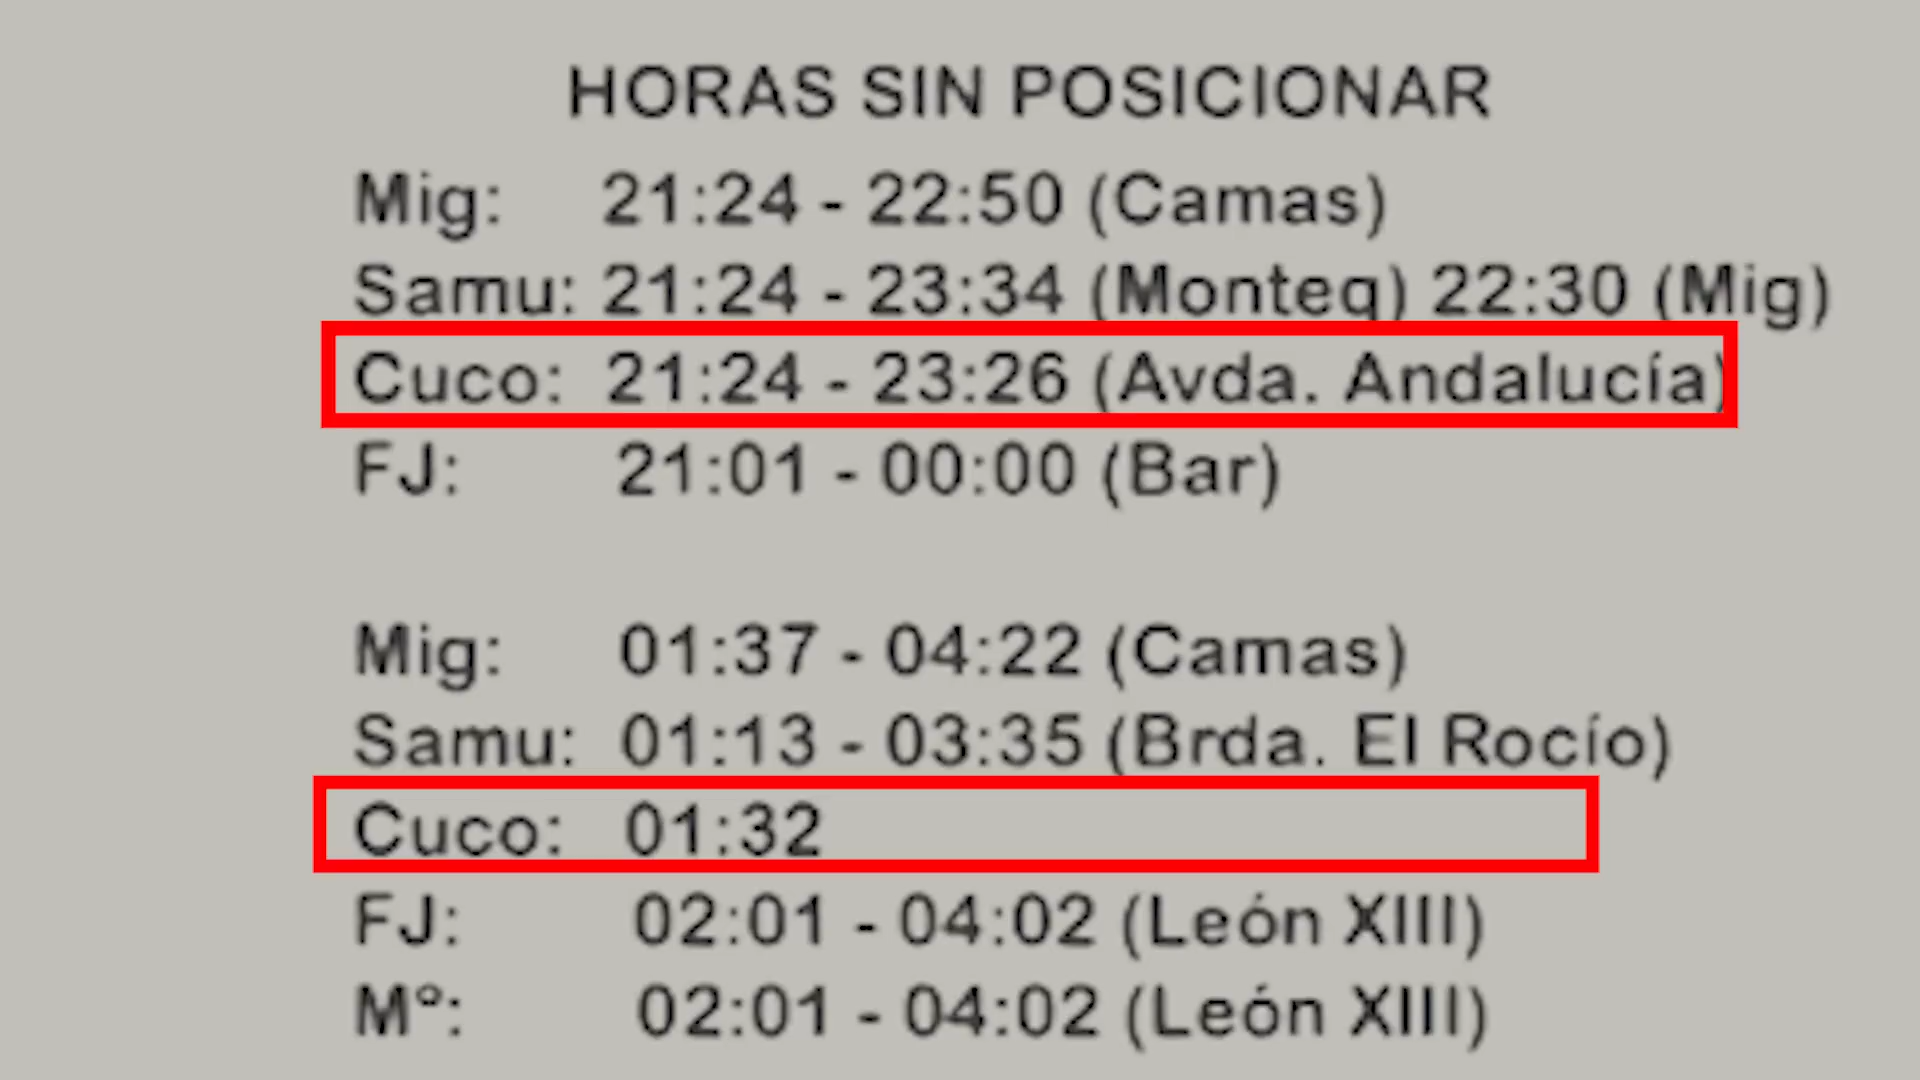 HORAS SIN POSICIONAR
Mig: 21:24 - 22:50 (Camas)
Samu: 21:24 - 23:34 (Monteq) 22:30 (Mig)
Cuco: 21:24 - 23:26 (Avda. Andalucía)
FJ: 21:01 - 00:00 (Bar)
Mig: 01:37 - 04:22 (Camas)
Samu: 01:13 - 03:35 (Brda. El Rocío)
Cuco: 01:32
FJ: 02:01 - 04:02 (León XIII)
Mº: 02:01 - 04:02 (León XIII)